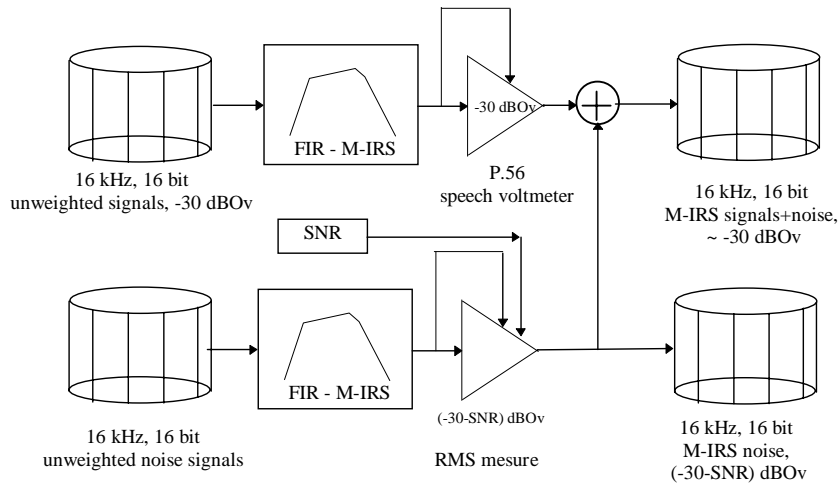 -30 dBOv
FIR - M-IRS
16 kHz, 16 bit
unweighted signals, -30 dBOv
P.56
speech voltmeter
16 kHz, 16 bit
M-IRS signals+noise,
~ -30 dBOv
SNR
FIR - M-IRS
(-30-SNR) dBOv
16 kHz, 16 bit
unweighted noise signals
RMS mesure
16 kHz, 16 bit
M-IRS noise,
(-30-SNR) dBOv